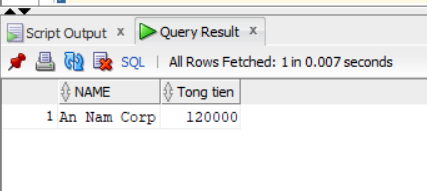 Script Output x Query Result x
SQL | All Rows Fetched: 1 in 0.007 seconds
NAME Tong tien
1 An Nam Corp 120000